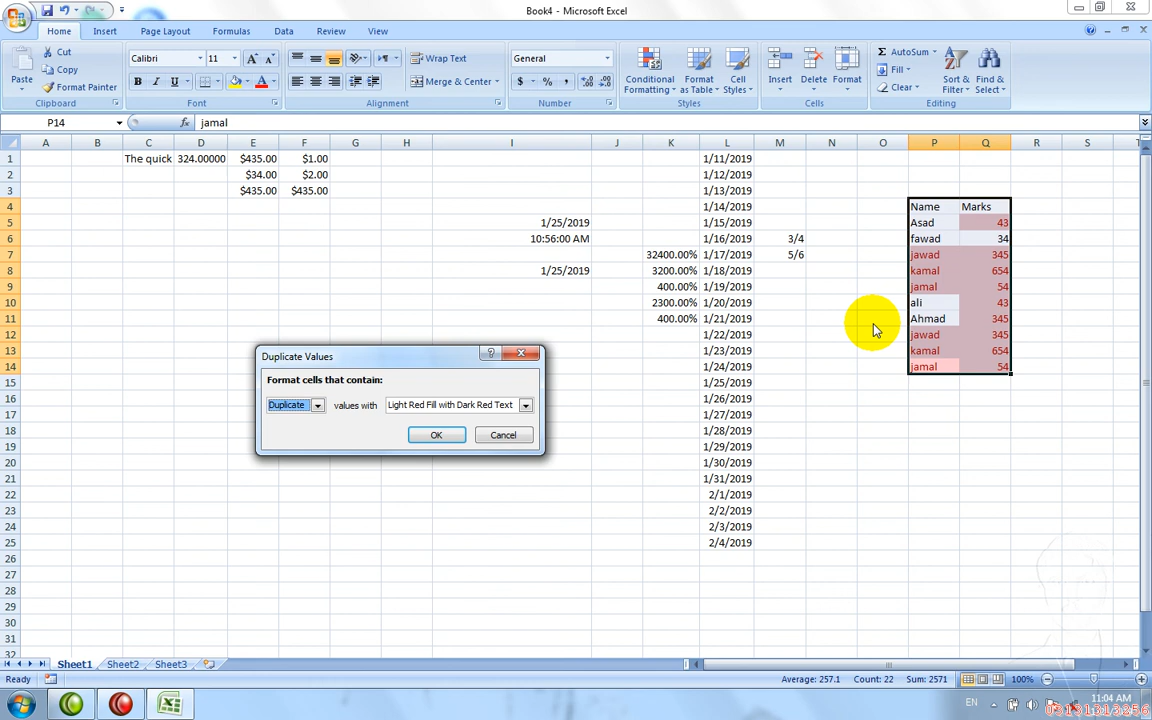 Book4 - Microsoft Excel
Home Insert Page Layout Formulas Data Review View
Cut
Copy
Format Painter
Paste
Clipboard
Calibri 11
B I U
Font
Wrap Text
Merge & Center
Alignment
General
$ % ,
Number
Conditional Formatting
Format as Table
Cell Styles
Styles
Insert Delete Format
Cells
AutoSum
Fill
Clear
Sort & Filter
Find & Select
Editing
P14 fx jamal
A B C D E F G H I J K L M N O P Q R S T
1 The quick 324.00000 $435.00 $1.00 1/11/2019
2 $34.00 $2.00 1/12/2019
3 $435.00 $435.00 1/13/2019
4 1/14/2019 Name Marks
5 1/25/2019 1/15/2019 Asad 43
6 10:56:00 AM 1/16/2019 3/4 fawad 34
7 32400.00% 1/17/2019 5/6 jawad 345
8 1/25/2019 3200.00% 1/18/2019 kamal 654
9 400.00% 1/19/2019 jamal 54
10 2300.00% 1/20/2019 ali 43
11 400.00% 1/21/2019 Ahmad 345
12 1/22/2019 jawad 345
13 1/23/2019 kamal 654
14 1/24/2019 jamal 54
15 1/25/2019
16 1/26/2019
17 1/27/2019
18 1/28/2019
19 1/29/2019
20 1/30/2019
21 1/31/2019
22 2/1/2019
23 2/2/2019
24 2/3/2019
25 2/4/2019
26
27
28
29
30
31
32
Duplicate Values
Format cells that contain:
Duplicate values with Light Red Fill with Dark Red Text
OK Cancel
Sheet1 Sheet2 Sheet3
Ready Average: 257.1 Count: 22 Sum: 2571 100%
EN 11:04 AM